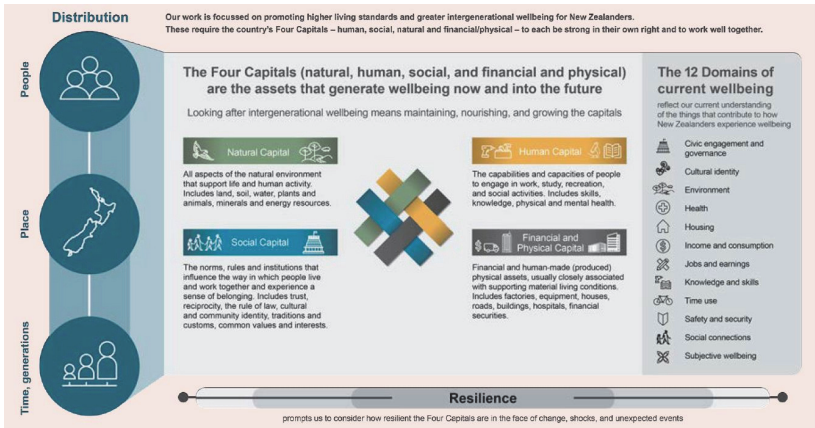 Distribution
Our work is focussed on promoting higher living standards and greater intergenerational wellbeing for New Zealanders.
These require the country's Four Capitals – human, social, natural and financial/physical – to each be strong in their own right and to work well together.
People
Place
Time, generations
The Four Capitals (natural, human, social, and financial and physical)
are the assets that generate wellbeing now and into the future
Looking after intergenerational wellbeing means maintaining, nourishing, and growing the capitals
Natural Capital
All aspects of the natural environment
that support life and human activity.
Includes land, soil, water, plants and
animals, minerals and energy resources.
Human Capital
The capabilities and capacities of people
to engage in work, study, recreation,
and social activities. Includes skills,
knowledge, physical and mental health.
Social Capital
The norms, rules and institutions that
influence the way in which people live
and work together and experience a
sense of belonging. Includes trust,
reciprocity, the rule of law, cultural
and community identity, traditions and
customs, common values and interests.
Financial and
Physical Capital
Financial and human-made (produced)
physical assets, usually closely associated
with supporting material living conditions.
Includes factories, equipment, houses,
roads, buildings, hospitals, financial
securities.
The 12 Domains of
current wellbeing
reflect our current understanding
of the things that contribute to how
New Zealanders experience wellbeing
Civic engagement and
governance
Cultural identity
Environment
Health
Housing
Income and consumption
Jobs and earnings
Knowledge and skills
Time use
Safety and security
Social connections
Subjective wellbeing
Resilience
prompts us to consider how resilient the Four Capitals are in the face of change, shocks, and unexpected events